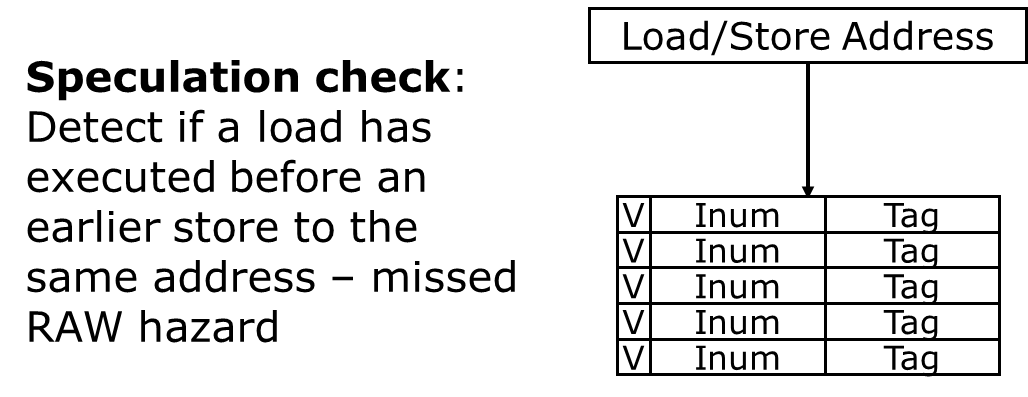 Speculation check:
Detect if a load has
executed before an
earlier store to the
same address – missed
RAW hazard
Load/Store Address
V Inum Tag
V Inum Tag
V Inum Tag
V Inum Tag
V Inum Tag